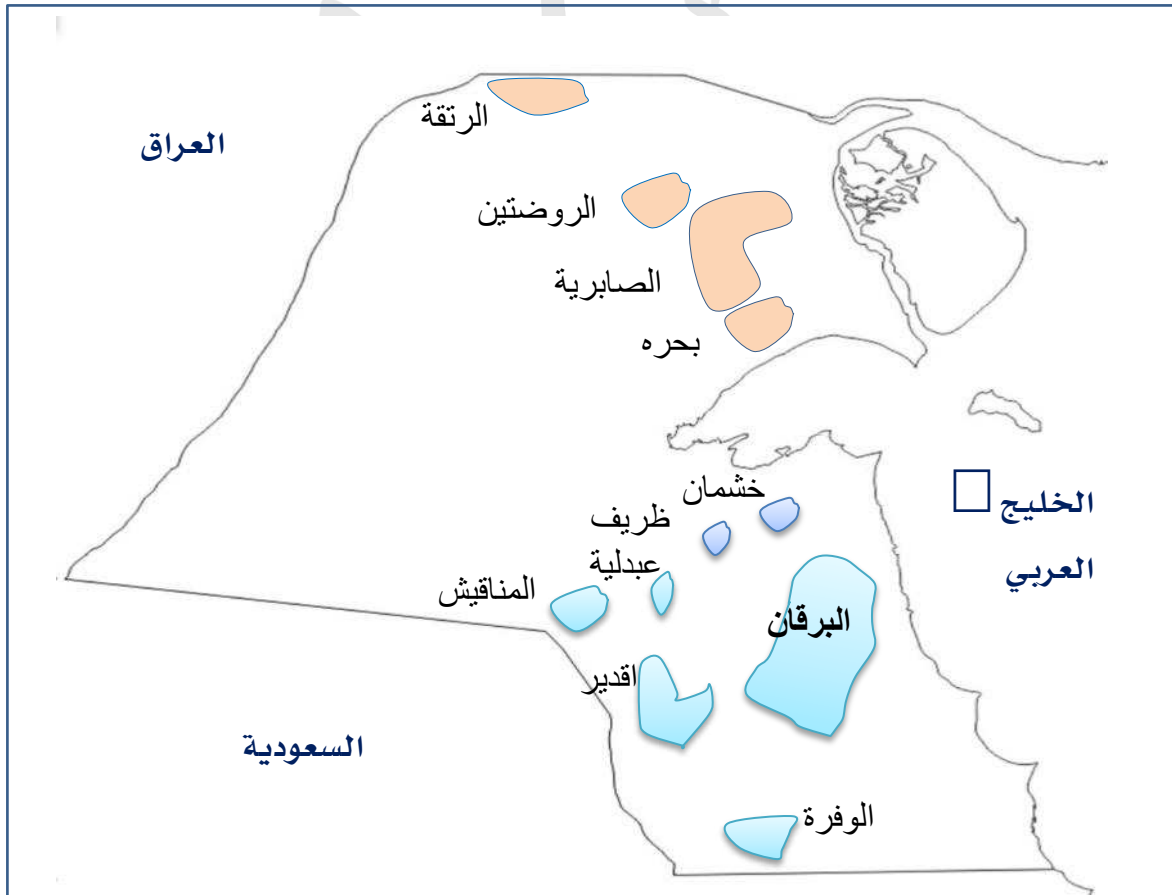 الرتقة
العراق
الروضتين
الصابرية
بحره
خشمان
الخليج
العربي
ظريف
عبدلية
المناقيش
البرقان
اقدير
السعودية
الوفرة